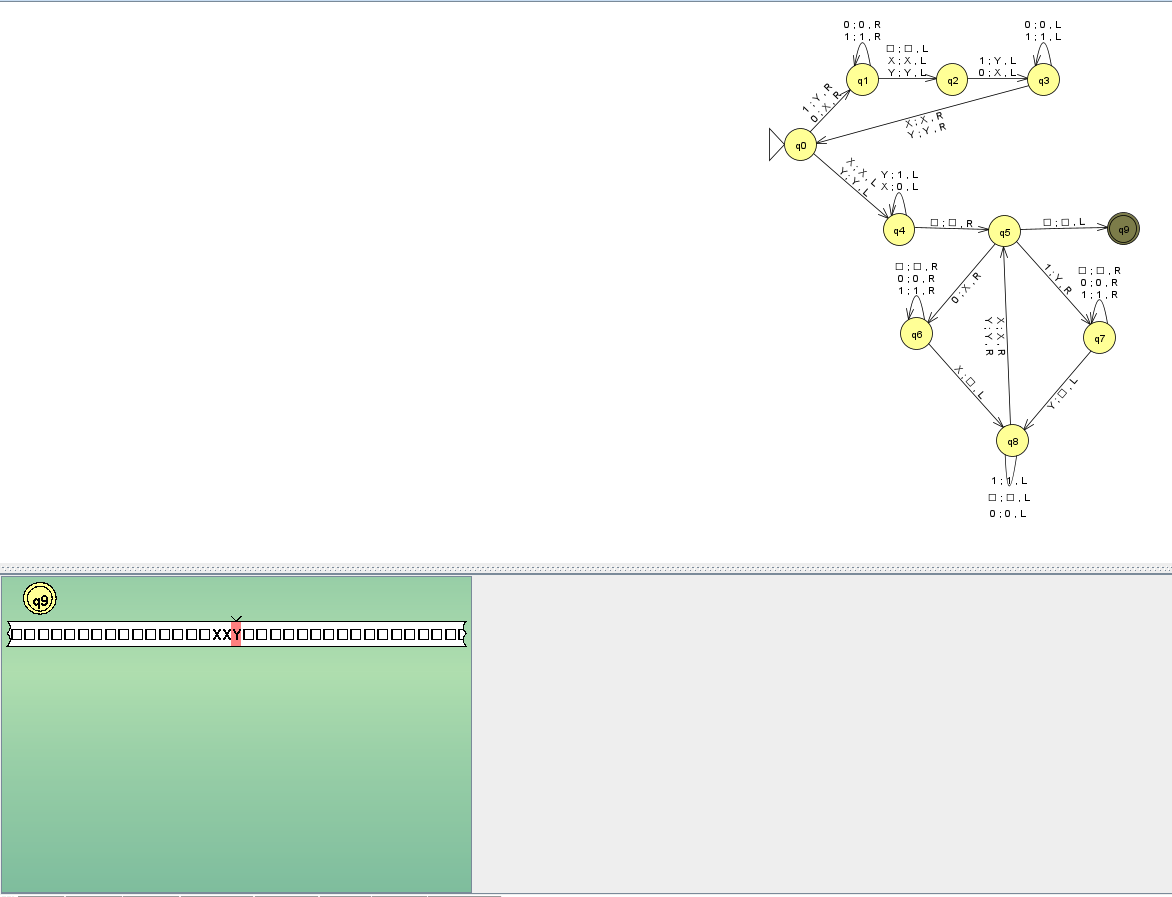 0 ; 0 , R
1 ; 1 , R
0 ; 0 , L
1 ; 1 , L
□ ; □ , L
X ; X , L
Y ; Y , L
1 ; Y , L
0 ; X , L
q1
q2
q3
1 ; Y , R
0 ; X , R
X ; X , R
Y ; Y , R
q0
X ; X , L
Y ; Y , L
Y ; 1 , L
X ; 0 , L
q4
□ ; □ , R
q5
□ ; □ , L
q9
□ ; □ , R
0 ; 0 , R
1 ; 1 , R
0 ; X , R
1 ; Y , R
□ ; □ , R
0 ; 0 , R
1 ; 1 , R
q6
X ; X , R
Y ; Y , R
q7
X ; □ , L
Y ; □ , L
q8
1 ; 1 , L
□ ; □ , L
0 ; 0 , L
q9
□□□□□□□□□□□□□□□XXY□□□□□□□□□□□□□□□□□